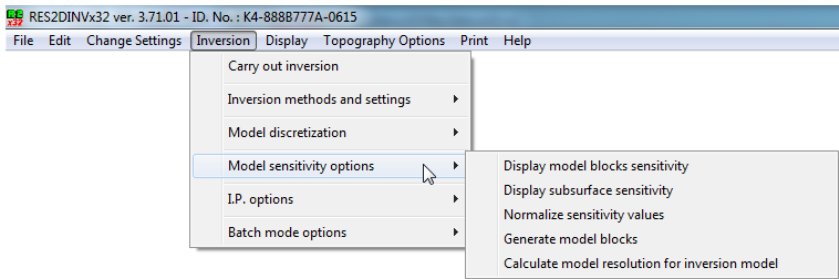 RES2DINVx32 ver. 3.71.01 - ID. No. : K4-888B777A-0615
File Edit Change Settings Inversion Display Topography Options Print Help
Carry out inversion
Inversion methods and settings
Model discretization
Model sensitivity options
I.P. options
Batch mode options
Display model blocks sensitivity
Display subsurface sensitivity
Normalize sensitivity values
Generate model blocks
Calculate model resolution for inversion model